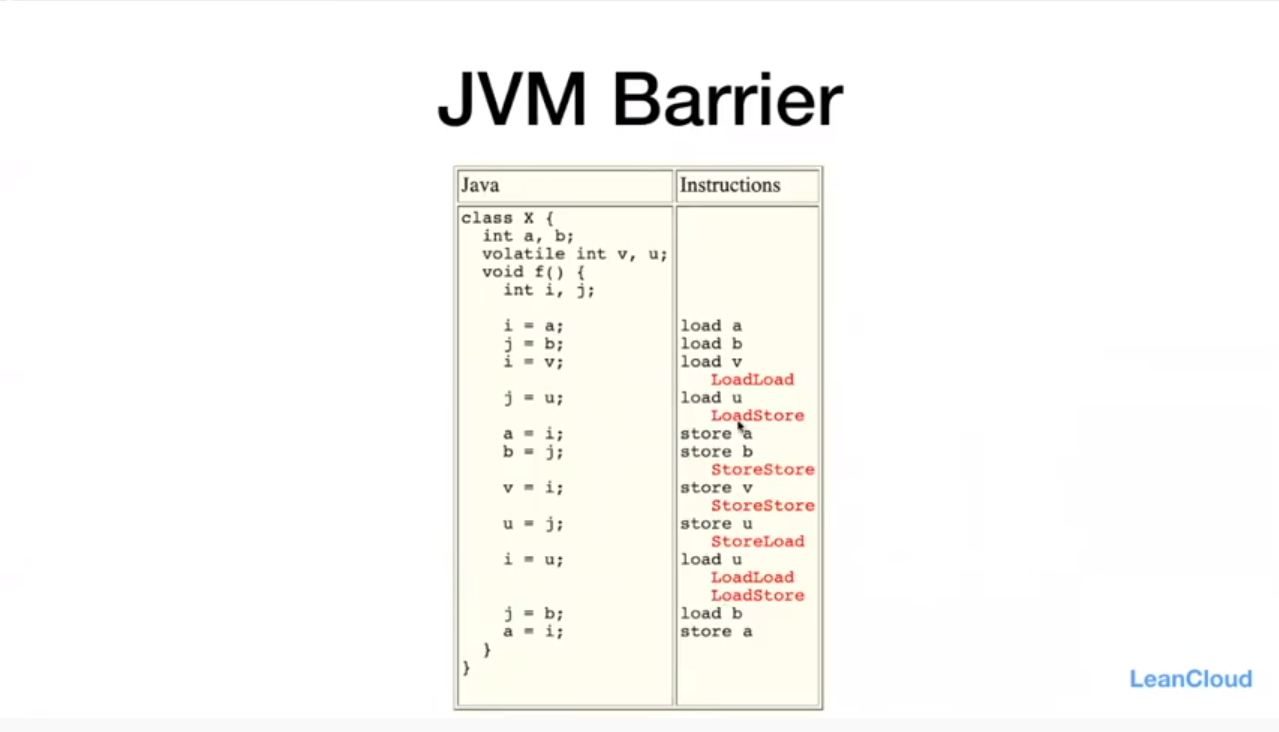 JVM Barrier
Java Instructions
class X {
int a, b;
volatile int v, u;
void f() {
int i, j;
i = a; load a
j = b; load b
i = v; load v
LoadLoad
j = u; load u
LoadStore
a = i; store a
b = j; store b
StoreStore
v = i; store v
StoreStore
u = j; store u
StoreLoad
i = u; load u
LoadLoad
LoadStore
j = b; load b
a = i; store a
}
}
LeanCloud